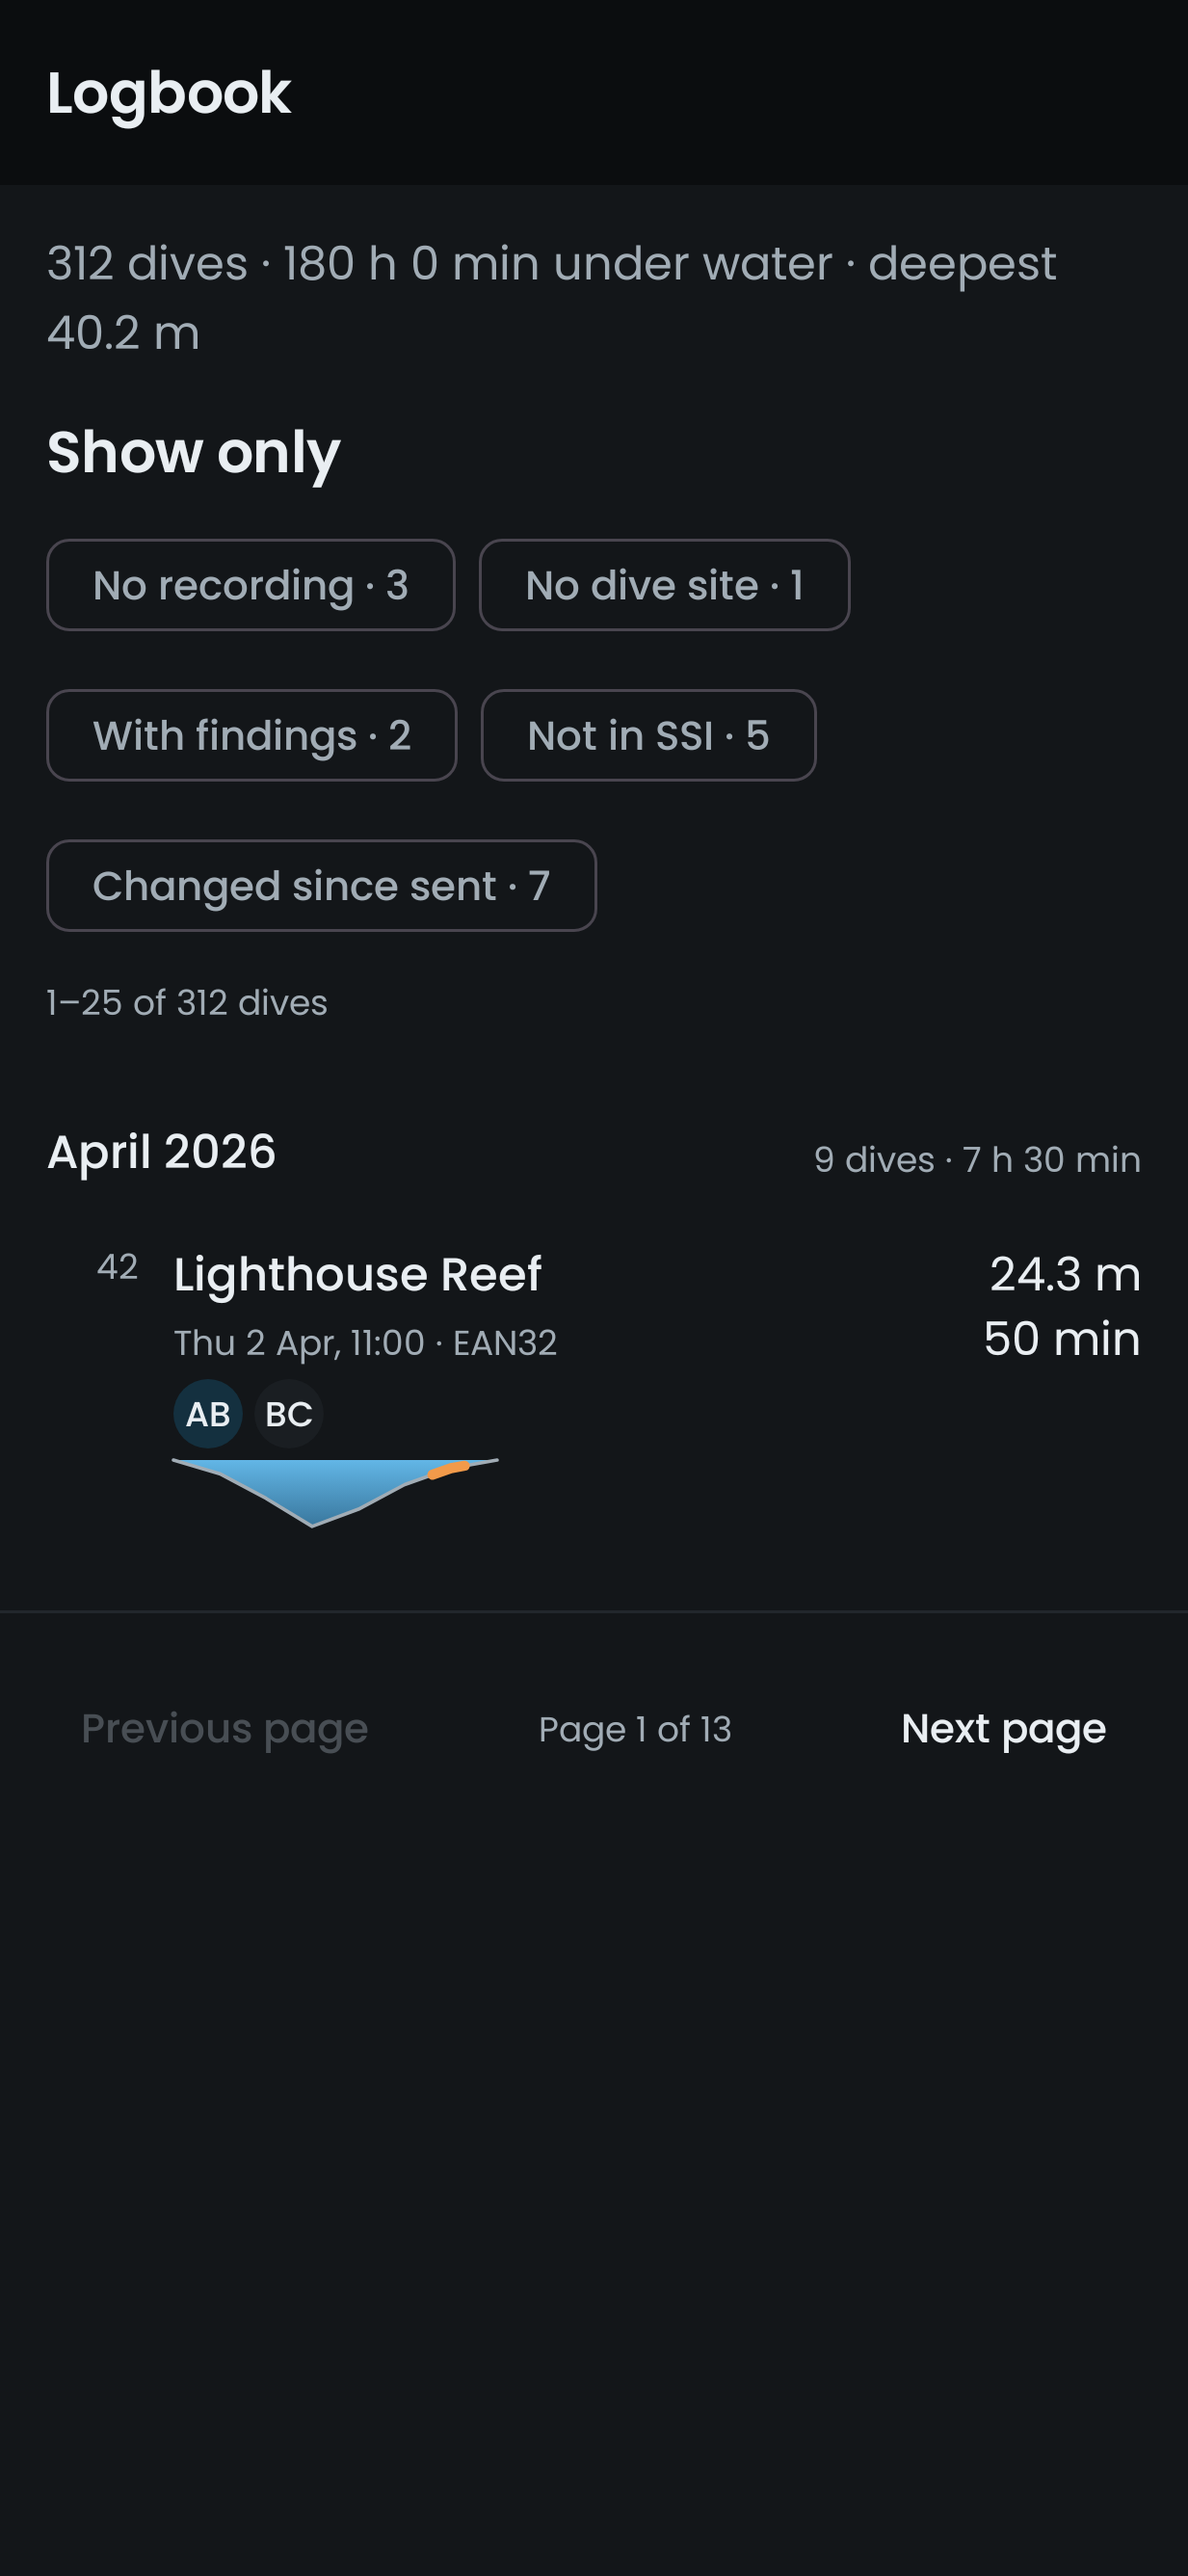 Logbook
312 dives · 180 h 0 min under water · deepest
40.2 m
Show only
No recording · 3
No dive site · 1
With findings · 2
Not in SSI · 5
Changed since sent · 7
1–25 of 312 dives
April 2026
9 dives · 7 h 30 min
42
Lighthouse Reef
24.3 m
Thu 2 Apr, 11:00 · EAN32
50 min
AB
BC
Previous page
Page 1 of 13
Next page